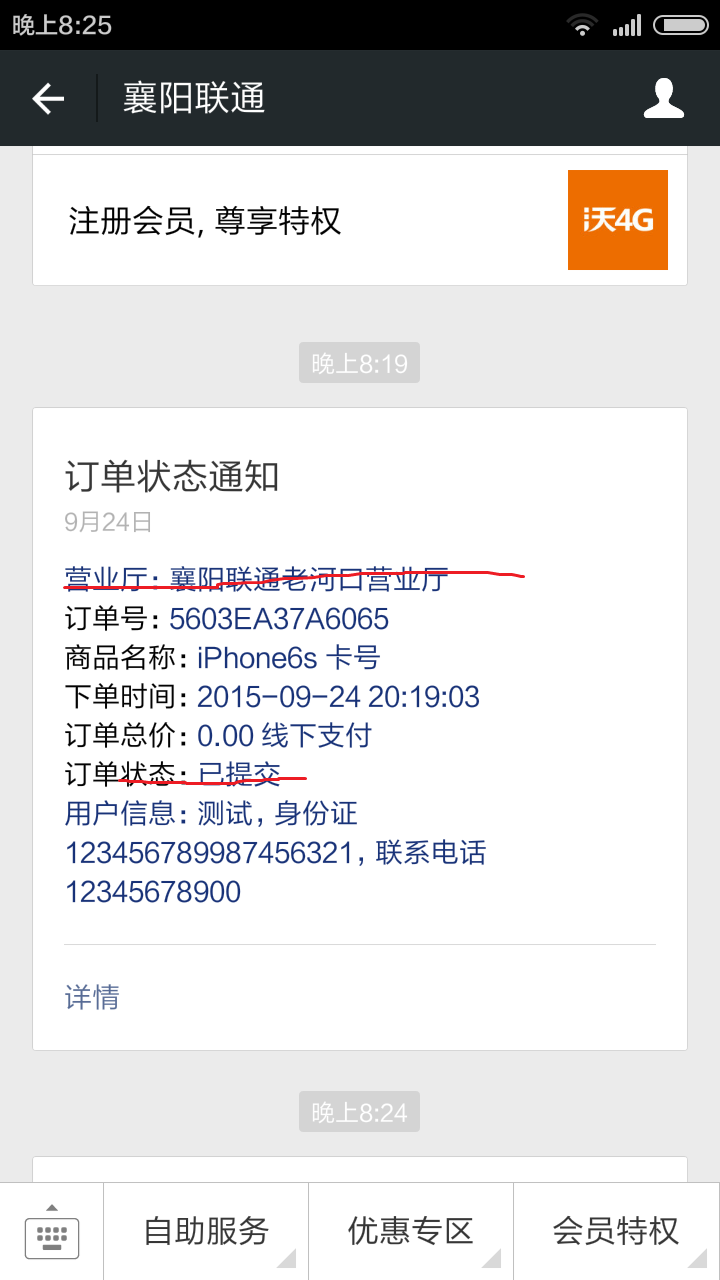 晚上8:25
襄阳联通
注册会员, 尊享特权
沃4G
晚上8:19
订单状态通知
9月24日
营业厅: 襄阳联通老河口营业厅
订单号: 5603EA37A6065
商品名称: iPhone6s 卡号
下单时间: 2015-09-24 20:19:03
订单总价: 0.00 线下支付
订单状态: 已提交
用户信息: 测试, 身份证
123456789987456321, 联系电话
12345678900
详情
晚上8:24
自助服务
优惠专区
会员特权